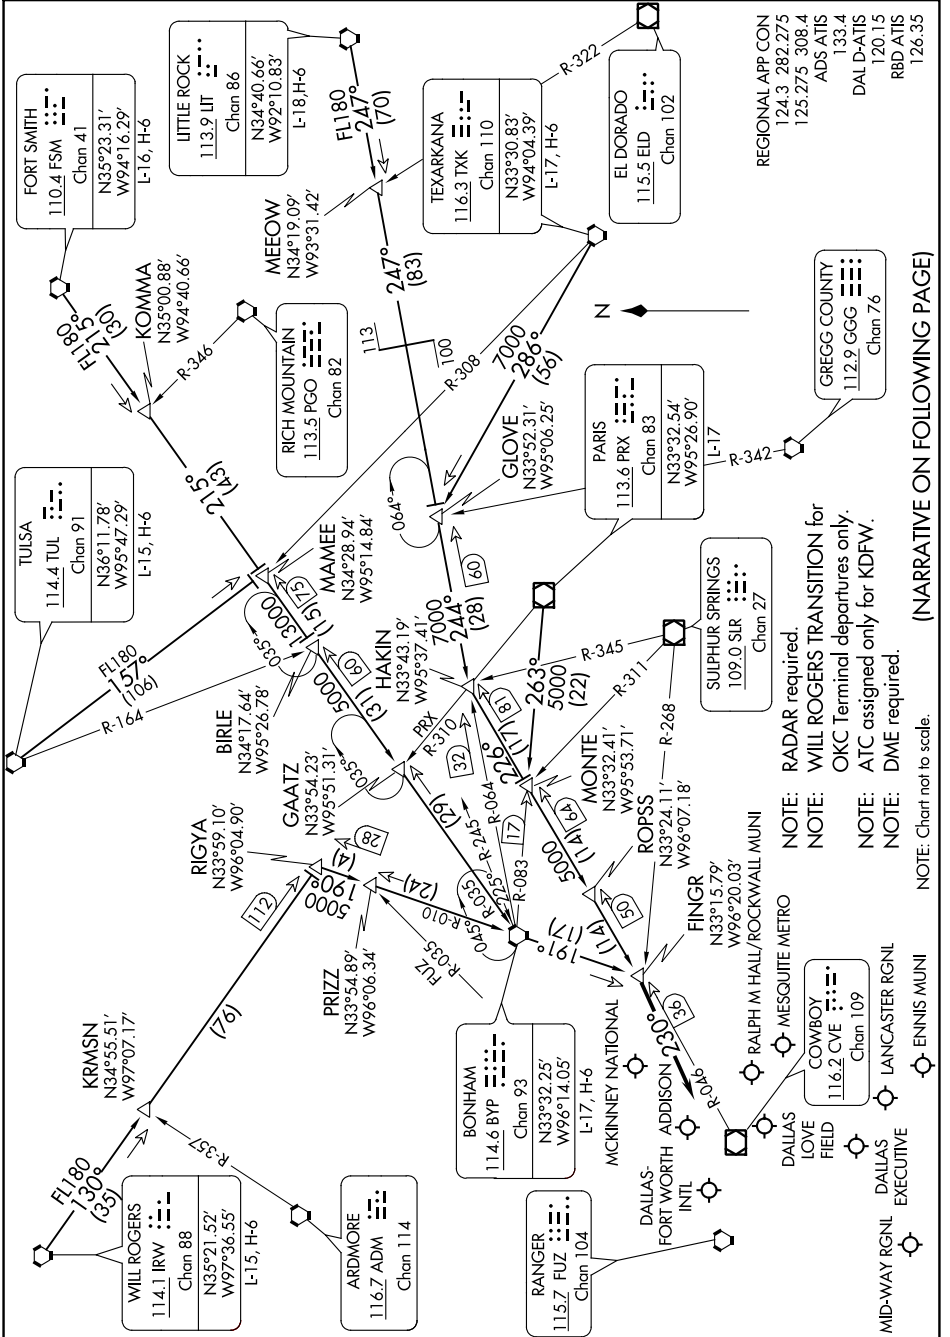 TULSA
114.4 TUL
Chan 91
N36°11.78'
W95°47.29'
L-15, H-6
FORT SMITH
110.4 FSM
Chan 41
N35°23.31'
W94°16.29'
L-16, H-6
LITTLE ROCK
113.9 LIT
Chan 86
N34°40.66'
W92°10.83'
L-18,H-6
FL180
215°
(30)
KOMMA
N35°00.88'
W94°40.66'
R-346
RICH MOUNTAIN
113.5 PGO
Chan 82
215°
(43)
FL180
247°
(70)
MEEOW
N34°19.09'
W93°31.42'
247°
(83)
113
100
TEXARKANA
116.3 TXK
Chan 110
N33°30.83'
W94°04.39'
L-17, H-6
R-322
EL DORADO
115.5 ELD
Chan 102
REGIONAL APP CON
124.3 282.275
125.275 308.4
ADS ATIS
133.4
DAL D-ATIS
120.15
RBD ATIS
126.35
FL180
157°
(106)
R-164
MAMEE
N34°28.94'
W95°14.84'
R-308
7000
286°
(56)
N
13000
(15)
75
035°
BIRLE
N34°17.64'
W95°26.78'
5000
(31)
60
GLOVE
N33°52.31'
W95°06.25'
064°
7000
244°
(28)
60
PARIS
113.6 PRX
Chan 83
N33°32.54'
W95°26.90'
L-17
R-342
GREGG COUNTY
112.9 GGG
Chan 76
GAATZ
N33°54.23'
W95°51.31'
035°
HAKIN
N33°43.19'
W95°37.41'
PRX
R-310
R-345
R-311
263°
5000
(22)
SULPHUR SPRINGS
109.0 SLR
Chan 27
R-268
WILL ROGERS
114.1 IRW
Chan 88
N35°21.52'
W97°36.55'
L-15, H-6
FL180
130°
(35)
KRMSN
N34°55.51'
W97°07.17'
(76)
112
RIGYA
N33°59.10'
W96°04.90'
28
(4)
5000
190°
PRIZZ
N33°54.89'
W96°06.34'
(24)
R-010
FUZ
R-035
(29)
R-035
045°
225°
R-245
R-064
R-083
32
17
81
226°
(17)
MONTE
N33°32.41'
W95°53.71'
64
(14)
5000
ROPSS
N33°24.11'
W96°07.18'
50
(14)
FINGR
N33°15.79'
W96°20.03'
191°
(17)
230°
36
R-046
R-357
ARDMORE
116.7 ADM
Chan 114
BONHAM
114.6 BYP
Chan 93
N33°32.25'
W96°14.05'
L-17, H-6
RANGER
115.7 FUZ
Chan 104
MCKINNEY NATIONAL
ADDISON
DALLAS-
FORT WORTH
INTL
RALPH M HALL/ROCKWALL MUNI
MESQUITE METRO
COWBOY
116.2 CVE
Chan 109
DALLAS
LOVE
FIELD
DALLAS
EXECUTIVE
LANCASTER RGNL
MID-WAY RGNL
ENNIS MUNI
NOTE: RADAR required.
NOTE: WILL ROGERS TRANSITION for
OKC Terminal departures only.
NOTE: ATC assigned only for KDFW.
NOTE: DME required.
NOTE: Chart not to scale.
(NARRATIVE ON FOLLOWING PAGE)